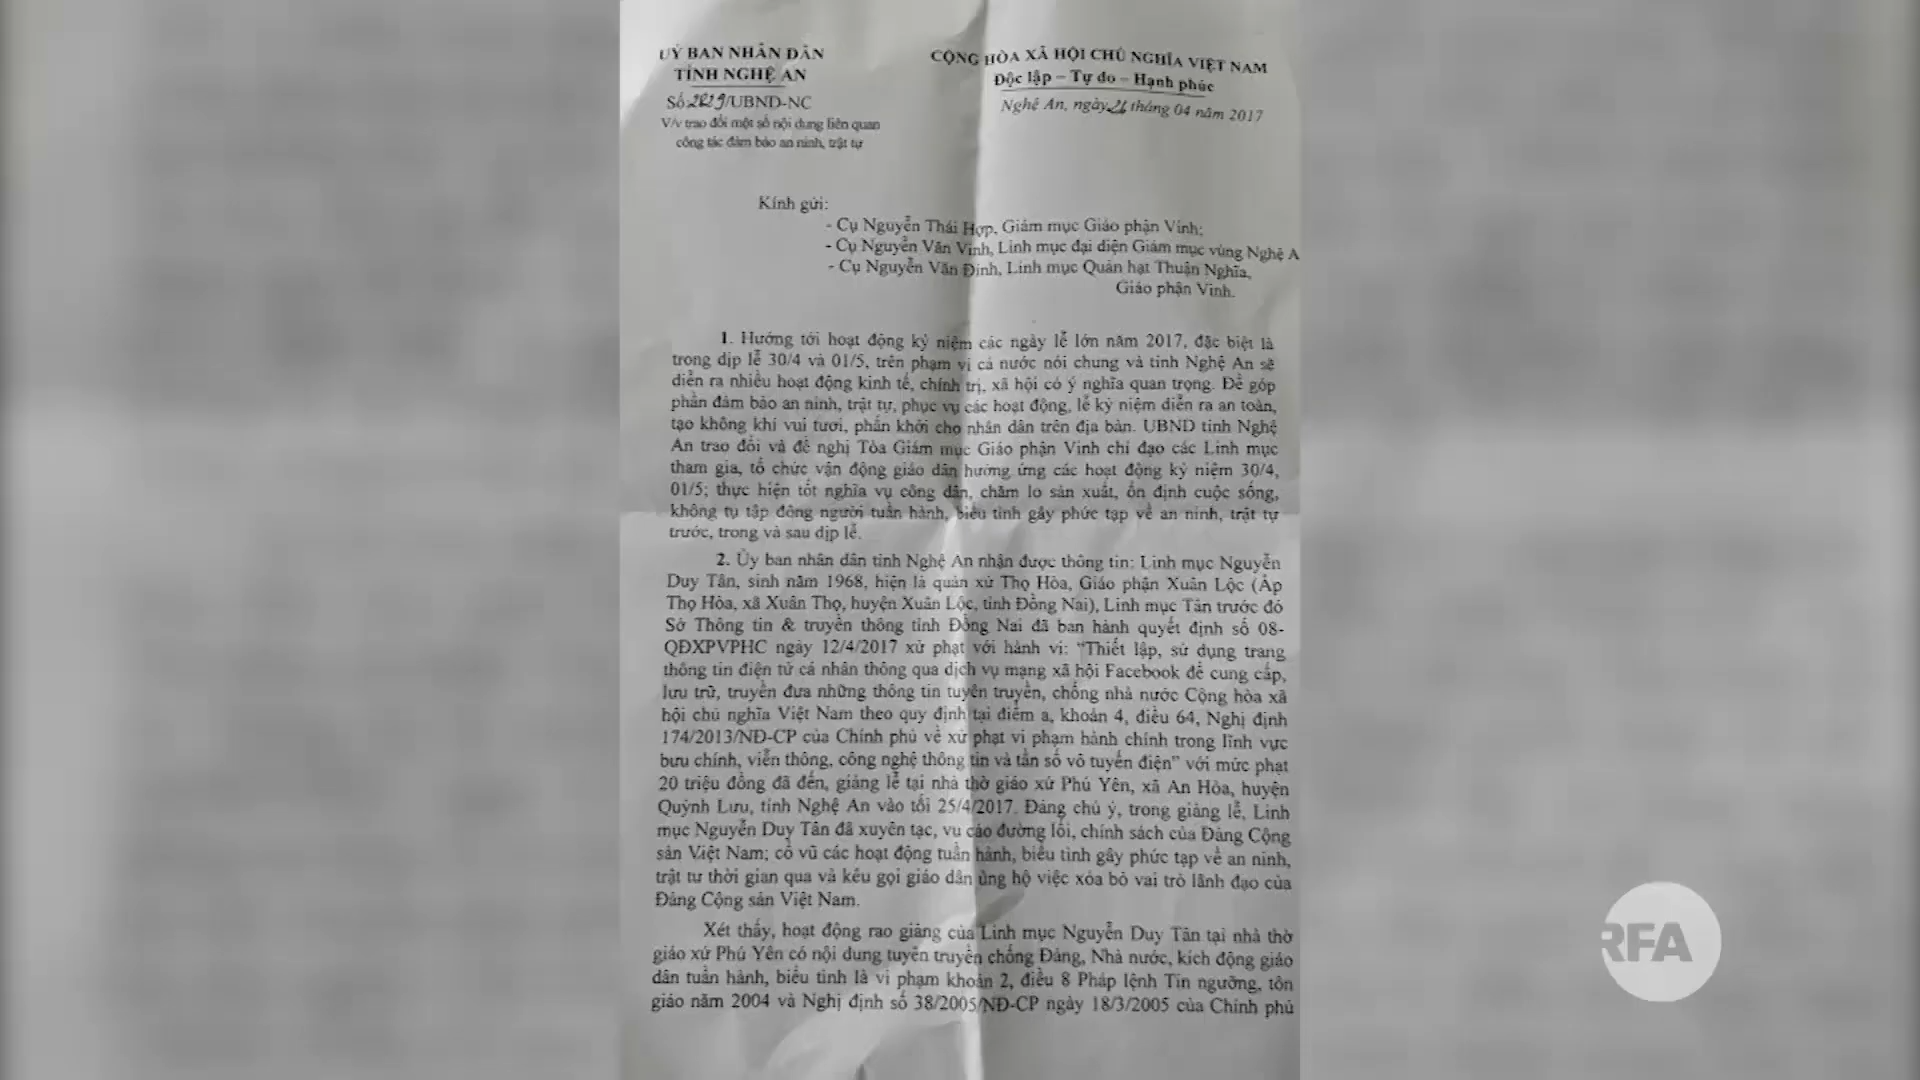 UỶ BAN NHÂN DÂN
TỈNH NGHỆ AN
Số: 2829/UBND-NC
V/v trao đổi một số nội dung liên quan
công tác đảm bảo an ninh, trật tự
CỘNG HÒA XÃ HỘI CHỦ NGHĨA VIỆT NAM
Độc lập – Tự do – Hạnh phúc
Nghệ An, ngày 26 tháng 04 năm 2017
Kính gửi:
- Cụ Nguyễn Thái Hợp, Giám mục Giáo phận Vinh;
- Cụ Nguyễn Văn Vinh, Linh mục đại diện Giám mục vùng Nghệ A
- Cụ Nguyễn Văn Đính, Linh mục Quản hạt Thuận Nghĩa,
Giáo phận Vinh.
1. Hướng tới hoạt động kỷ niệm các ngày lễ lớn năm 2017, đặc biệt là
trong dịp lễ 30/4 và 01/5, trên phạm vi cả nước nói chung và tỉnh Nghệ An sẽ
diễn ra nhiều hoạt động kinh tế, chính trị, xã hội có ý nghĩa quan trọng. Để góp
phần đảm bảo an ninh, trật tự, phục vụ các hoạt động, lễ kỷ niệm diễn ra an toàn,
tạo không khí vui tươi, phấn khởi cho nhân dân trên địa bàn. UBND tỉnh Nghệ
An trao đổi và đề nghị Tòa Giám mục Giáo phận Vinh chỉ đạo các Linh mục
tham gia, tổ chức vận động giáo dân hưởng ứng các hoạt động kỷ niệm 30/4,
01/5; thực hiện tốt nghĩa vụ công dân, chăm lo sản xuất, ổn định cuộc sống,
không tụ tập đông người tuần hành, biểu tình gây phức tạp về an ninh, trật tự
trước, trong và sau dịp lễ.
2. Ủy ban nhân dân tỉnh Nghệ An nhận được thông tin: Linh mục Nguyễn
Duy Tân, sinh năm 1968, hiện là quản xứ Thọ Hòa, Giáo phận Xuân Lộc (Ấp
Thọ Hòa, xã Xuân Thọ, huyện Xuân Lộc, tỉnh Đồng Nai), Linh mục Tân trước đó
Sở Thông tin & truyền thông tỉnh Đồng Nai đã ban hành quyết định số 08-
QĐXPVPHC ngày 12/4/2017 xử phạt với hành vi: "Thiết lập, sử dụng trang
thông tin điện tử cá nhân thông qua dịch vụ mạng xã hội Facebook để cung cấp,
lưu trữ, truyền đưa những thông tin tuyên truyền, chống nhà nước Cộng hòa xã
hội chủ nghĩa Việt Nam theo quy định tại điểm a, khoản 4, điều 64, Nghị định
174/2013/NĐ-CP của Chính phủ về xử phạt vi phạm hành chính trong lĩnh vực
bưu chính, viễn thông, công nghệ thông tin và tần số vô tuyến điện" với mức phạt
20 triệu đồng đã đến, giảng lễ tại nhà thờ giáo xứ Phú Yên, xã An Hòa, huyện
Quỳnh Lưu, tỉnh Nghệ An vào tối 25/4/2017. Đáng chú ý, trong giảng lễ, Linh
mục Nguyễn Duy Tân đã xuyên tạc, vu cáo đường lối, chính sách của Đảng Cộng
sản Việt Nam; cổ vũ các hoạt động tuần hành, biểu tình gây phức tạp về an ninh,
trật tư thời gian qua và kêu gọi giáo dân ủng hộ việc xóa bỏ vai trò lãnh đạo của
Đảng Cộng sản Việt Nam.
Xét thấy, hoạt động rao giảng của Linh mục Nguyễn Duy Tân tại nhà thờ
giáo xứ Phú Yên có nội dung tuyên truyền chống Đảng, Nhà nước, kích động giáo
dân tuần hành, biểu tình là vi phạm khoản 2, điều 8 Pháp lệnh Tín ngưỡng, tôn
giáo năm 2004 và Nghị định số 38/2005/NĐ-CP ngày 18/3/2005 của Chính phủ
RFA